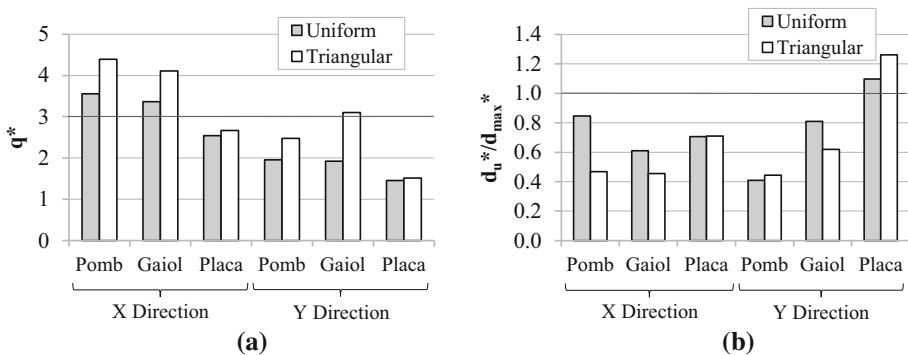 5
4
3
2
1
0
q*
Uniform
Triangular
Pomb Gaiol Placa Pomb Gaiol Placa
X Direction Y Direction
(a)
1.4
1.2
1.0
0.8
0.6
0.4
0.2
0.0
du*/dmax*
Uniform
Triangular
Pomb Gaiol Placa Pomb Gaiol Placa
X Direction Y Direction
(b)